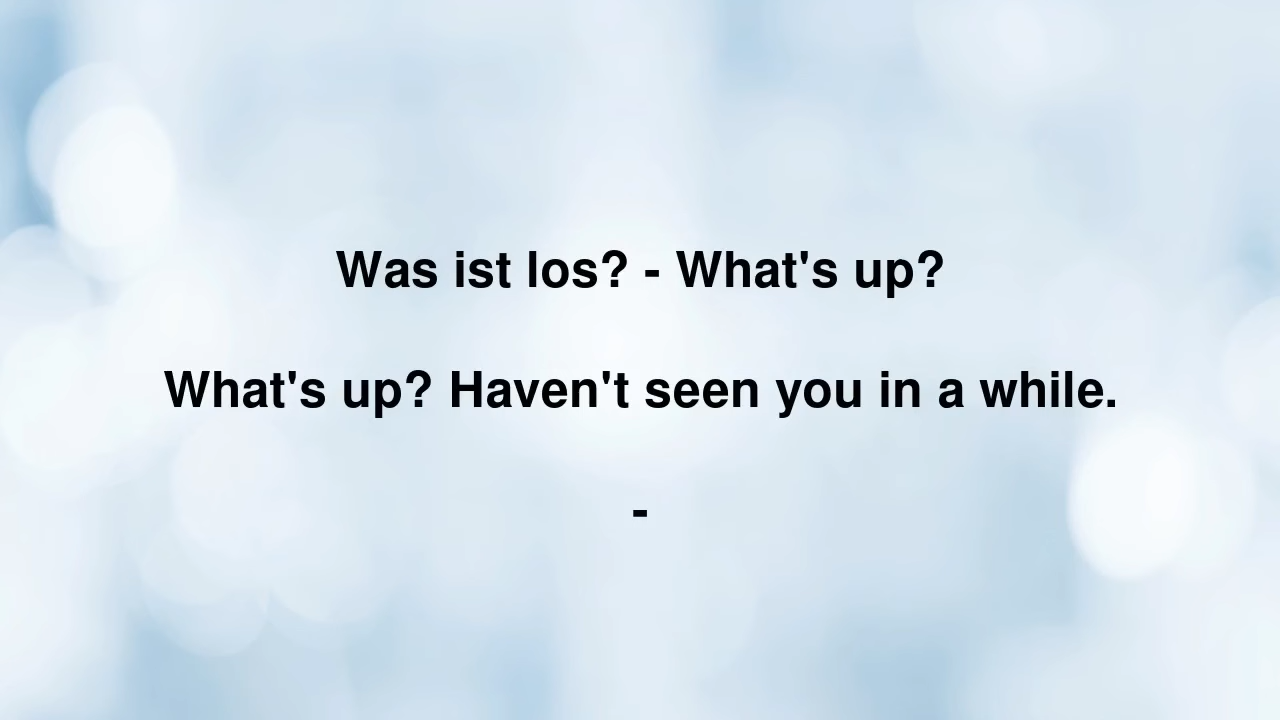 Was ist los? - What's up?
What's up? Haven't seen you in a while.
-